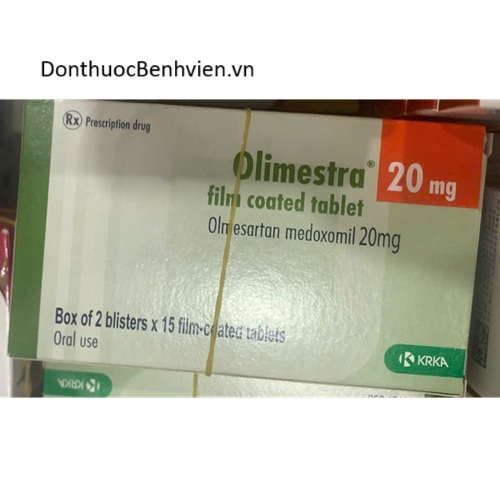 DonthuocBenhvien.vn
Rx Prescription drug
Olimestra® 20 mg
film coated tablet
Olmesartan medoxomil 20mg
Box of 2 blisters x 15 film-coated tablets
Oral use
KRKA
KRKA